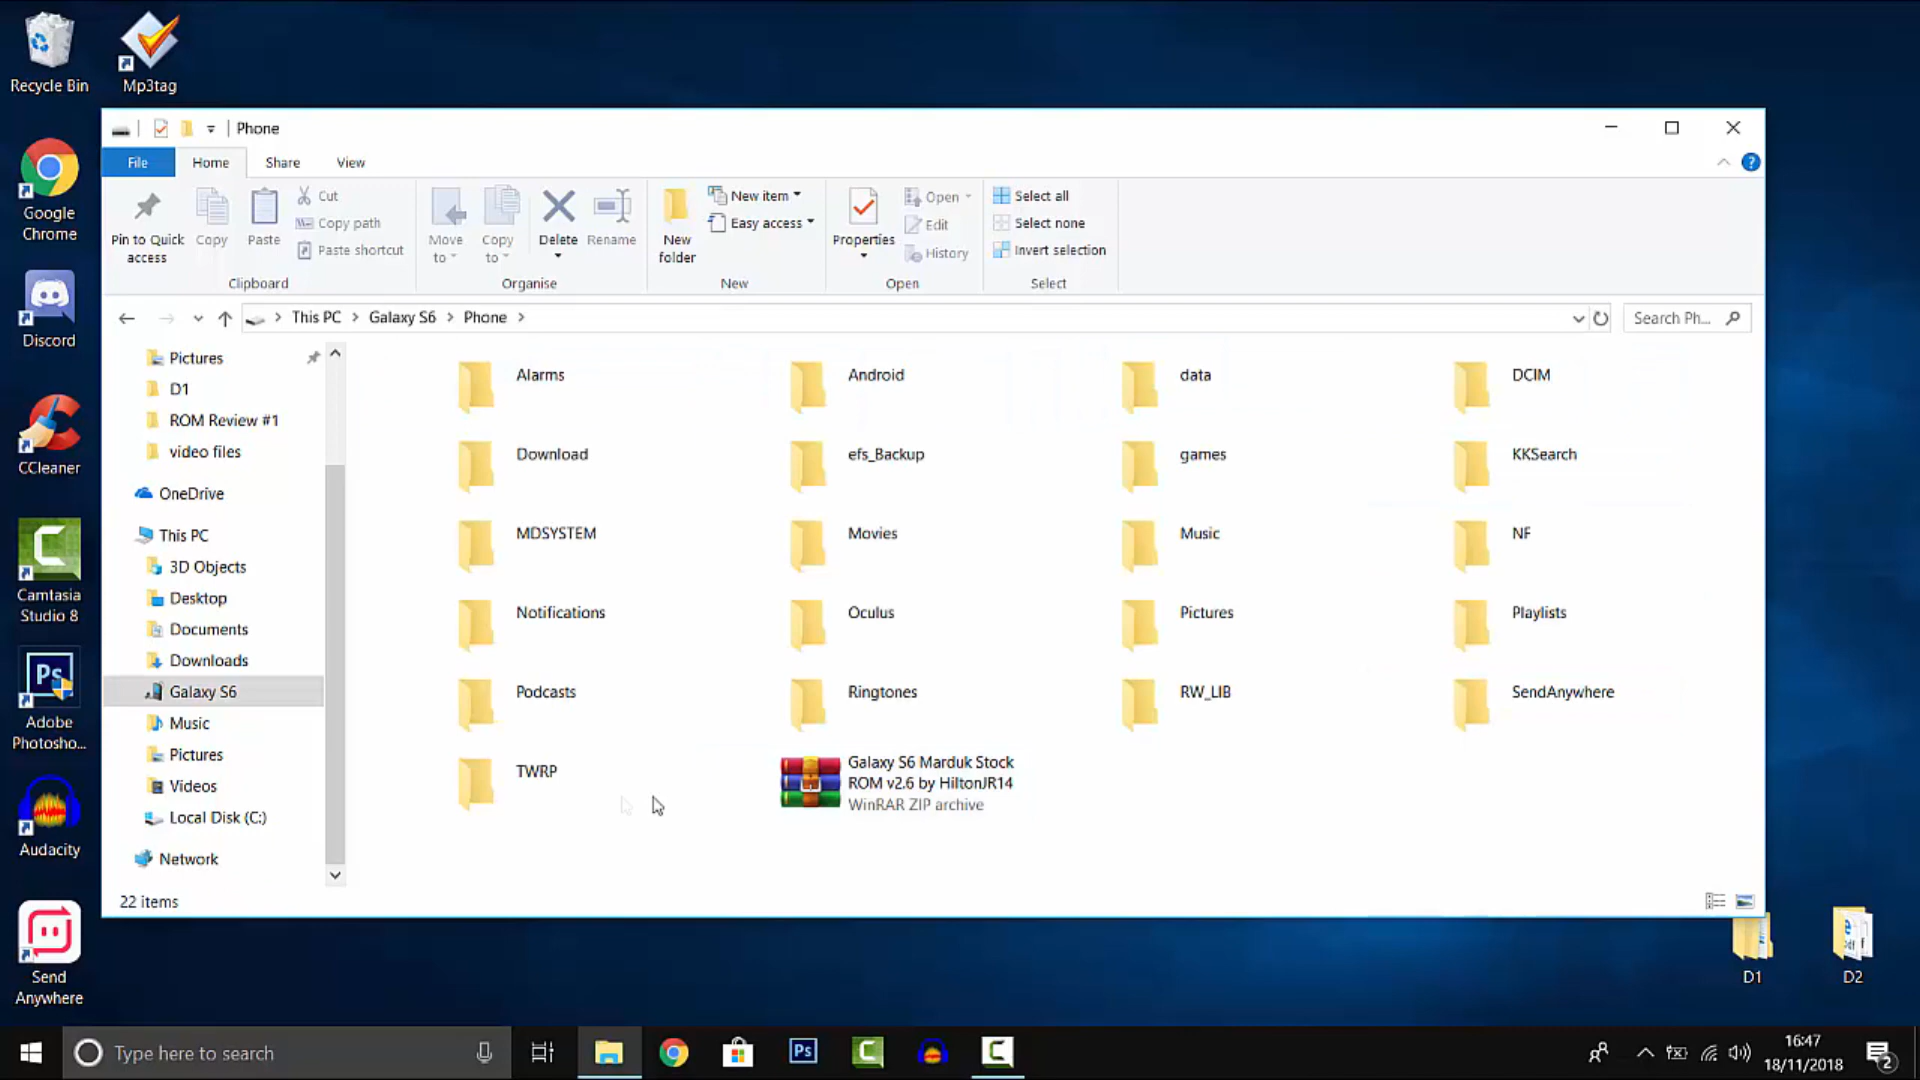 Recycle Bin
Mp3tag
Google
Chrome
Discord
CCleaner
Camtasia
Studio 8
Ps
Adobe
Photosho...
Audacity
Send
Anywhere
Phone
File
Home
Share
View
?
Pin to Quick
access
Copy
Paste
Cut
Copy path
Paste shortcut
Clipboard
Move
to
Copy
to
Delete
Rename
Organise
New
folder
New item
Easy access
New
Properties
Open
Edit
History
Open
Select all
Select none
Invert selection
Select
This PC
Galaxy S6
Phone
Search Ph...
Pictures
D1
ROM Review #1
video files
OneDrive
This PC
3D Objects
Desktop
Documents
Downloads
Galaxy S6
Music
Pictures
Videos
Local Disk (C:)
Network
Alarms
Android
data
DCIM
Download
efs_Backup
games
KKSearch
MDSYSTEM
Movies
Music
NF
Notifications
Oculus
Pictures
Playlists
Podcasts
Ringtones
RW_LIB
SendAnywhere
TWRP
Galaxy S6 Marduk Stock
ROM v2.6 by HiltonJR14
WinRAR ZIP archive
22 items
D1
D2
Type here to search
Ps
16:47
18/11/2018
2